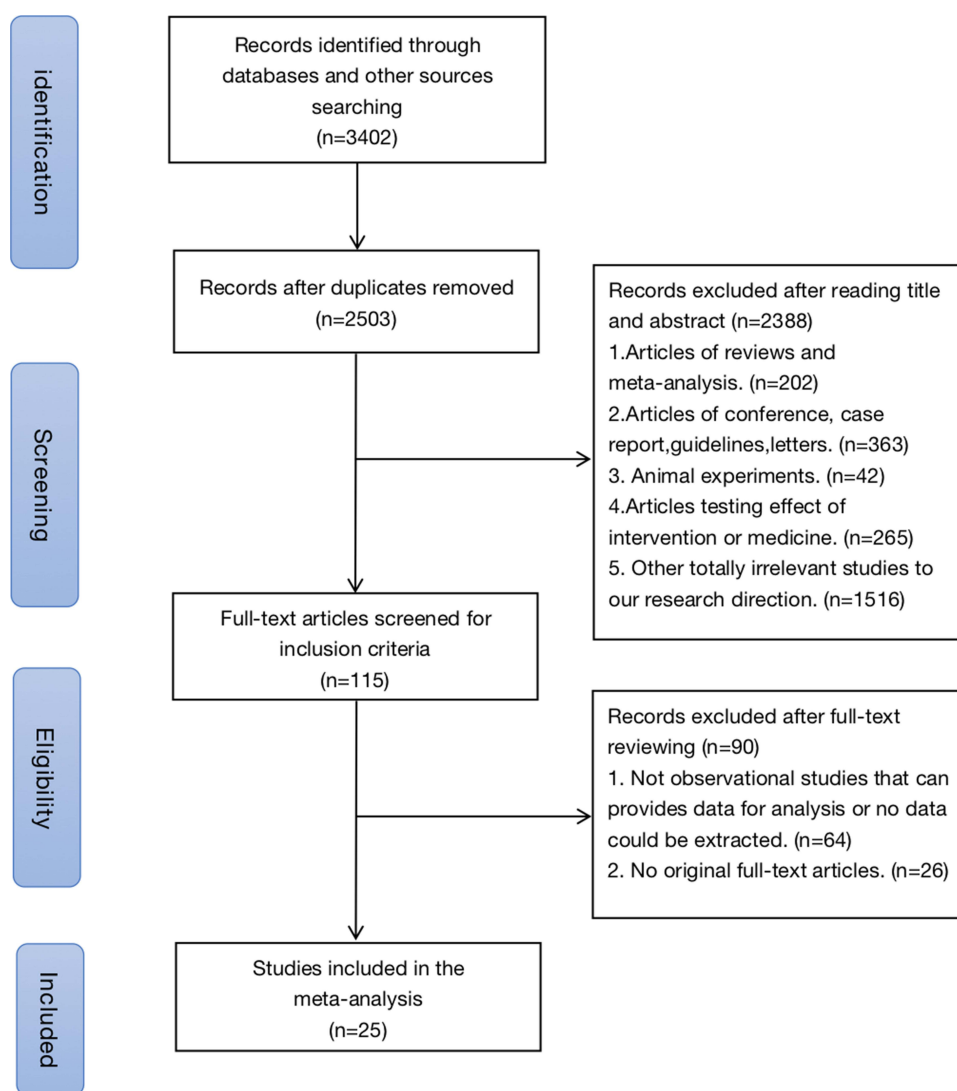 identification
Records identified through
databases and other sources
searching
(n=3402)
Records after duplicates removed
(n=2503)
Screening
Records excluded after reading title
and abstract (n=2388)
1.Articles of reviews and
meta-analysis. (n=202)
2.Articles of conference, case
report,guidelines,letters. (n=363)
3. Animal experiments. (n=42)
4.Articles testing effect of
intervention or medicine. (n=265)
5. Other totally irrelevant studies to
our research direction. (n=1516)
Full-text articles screened for
inclusion criteria
(n=115)
Eligibility
Records excluded after full-text
reviewing (n=90)
1. Not observational studies that can
provides data for analysis or no data
could be extracted. (n=64)
2. No original full-text articles. (n=26)
Included
Studies included in the
meta-analysis
(n=25)